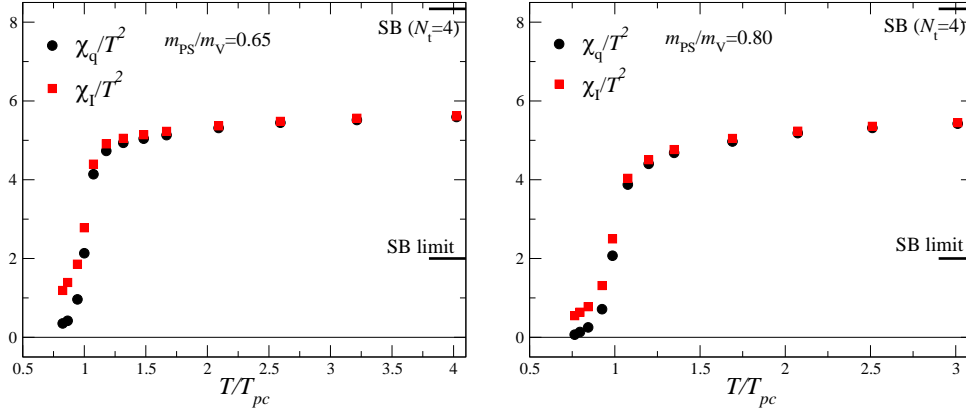 8
6
4
2
0
χq/T²
χI/T²
mPS/mV=0.65
SB (Nt=4)
SB limit
0.5 1 1.5 2 2.5 3 3.5 4
T/Tpc
8
6
4
2
0
χq/T²
χI/T²
mPS/mV=0.80
SB (Nt=4)
SB limit
0.5 1 1.5 2 2.5 3
T/Tpc